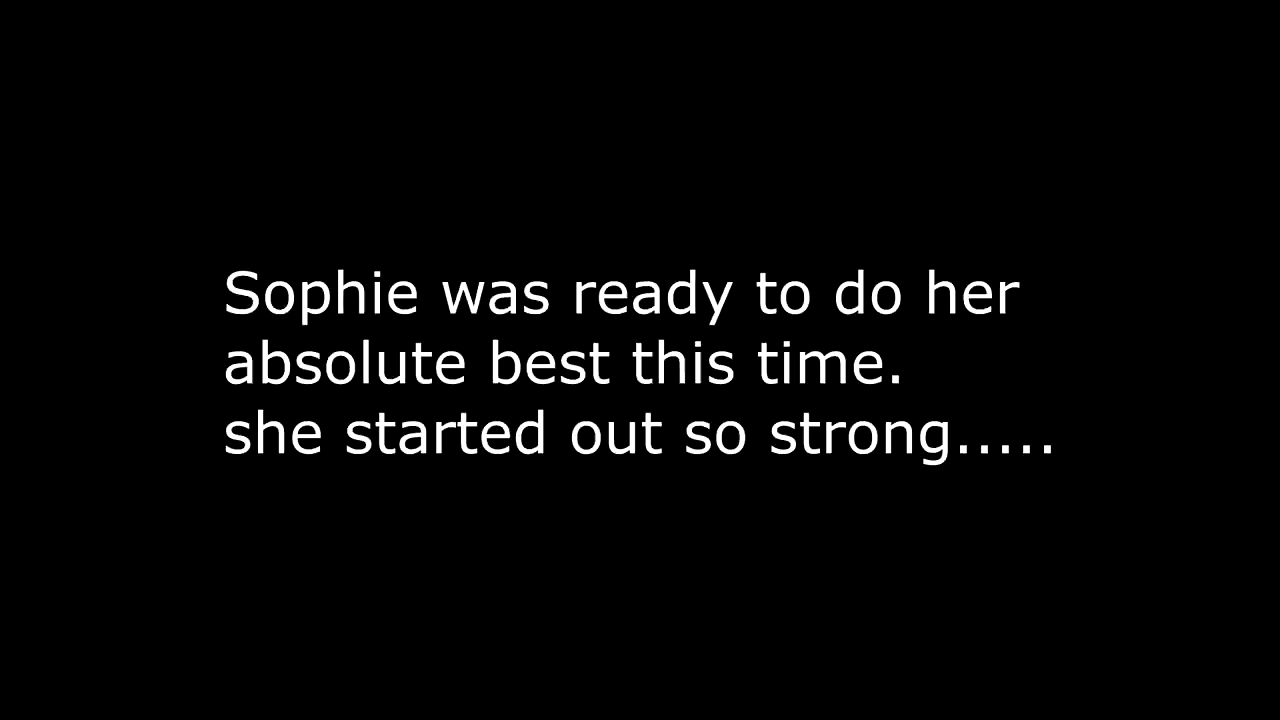 Sophie was ready to do her
absolute best this time.
she started out so strong.....